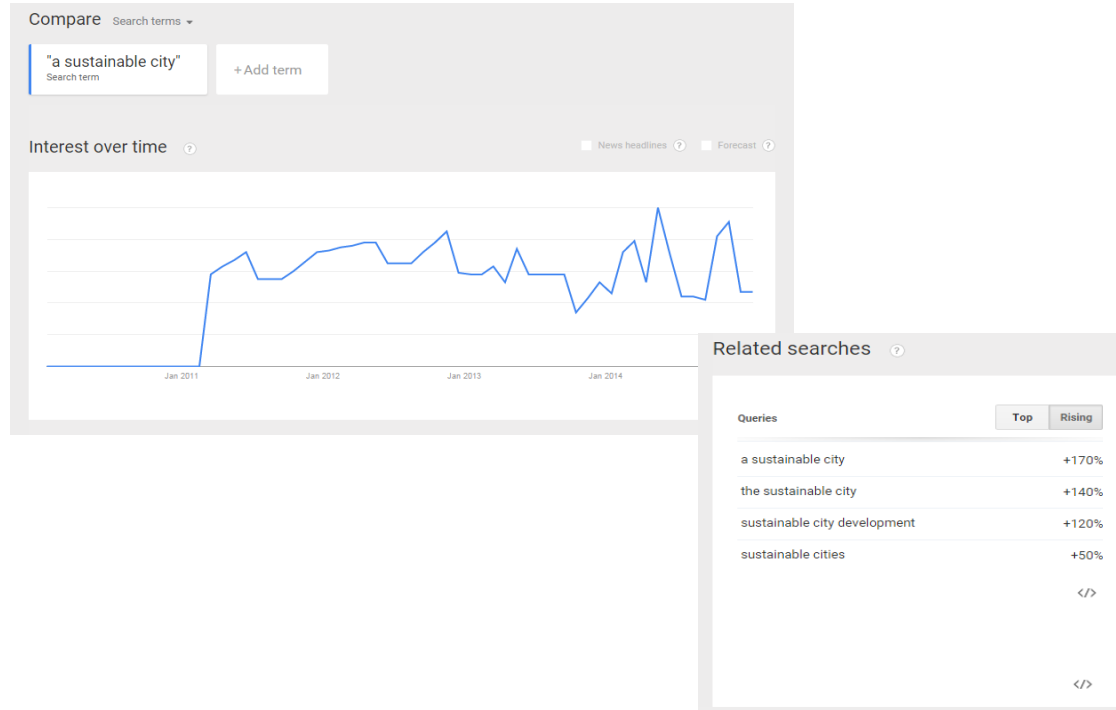 Compare Search terms
"a sustainable city"
Search term
+Add term
Interest over time ?
News headlines ? Forecast ?
Jan 2011 Jan 2012 Jan 2013 Jan 2014
Related searches ?
Queries Top Rising
a sustainable city +170%
the sustainable city +140%
sustainable city development +120%
sustainable cities +50%
</>
</>